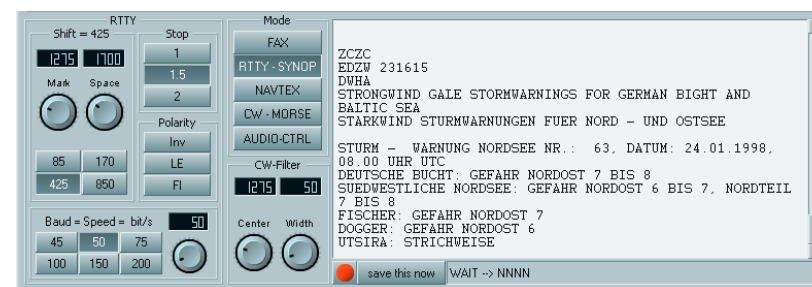 RTTY
Shift = 425
1275 1700
Mark Space
85 170
425 850
Stop
1
1.5
2
Polarity
Inv
LE
FI
Baud = Speed = bit/s 50
45 50 75
100 150 200
Mode
FAX
RTTY - SYNOP
NAVTEX
CW - MORSE
AUDIO-CTRL
CW-Filter
1275 50
Center Width
ZCZC
EDZW 231615
DWHA
STRONGWIND GALE STORMWARNINGS FOR GERMAN BIGHT AND
BALTIC SEA
STARKWIND STURMWARNUNGEN FUER NORD - UND OSTSEE
STURM - WARNUNG NORDSEE NR.: 63, DATUM: 24.01.1998,
08.00 UHR UTC
DEUTSCHE BUCHT: GEFAHR NORDOST 7 BIS 8
SUEDWESTLICHE NORDSEE: GEFAHR NORDOST 6 BIS 7, NORDTEIL
7 BIS 8
FISCHER: GEFAHR NORDOST 7
DOGGER: GEFAHR NORDOST 6
UTSIRA: STRICHWEISE
save this now WAIT --> NNNN